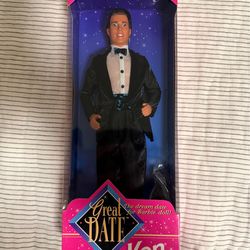 The dream date
for Barbie doll!
Great
DATE
Ken